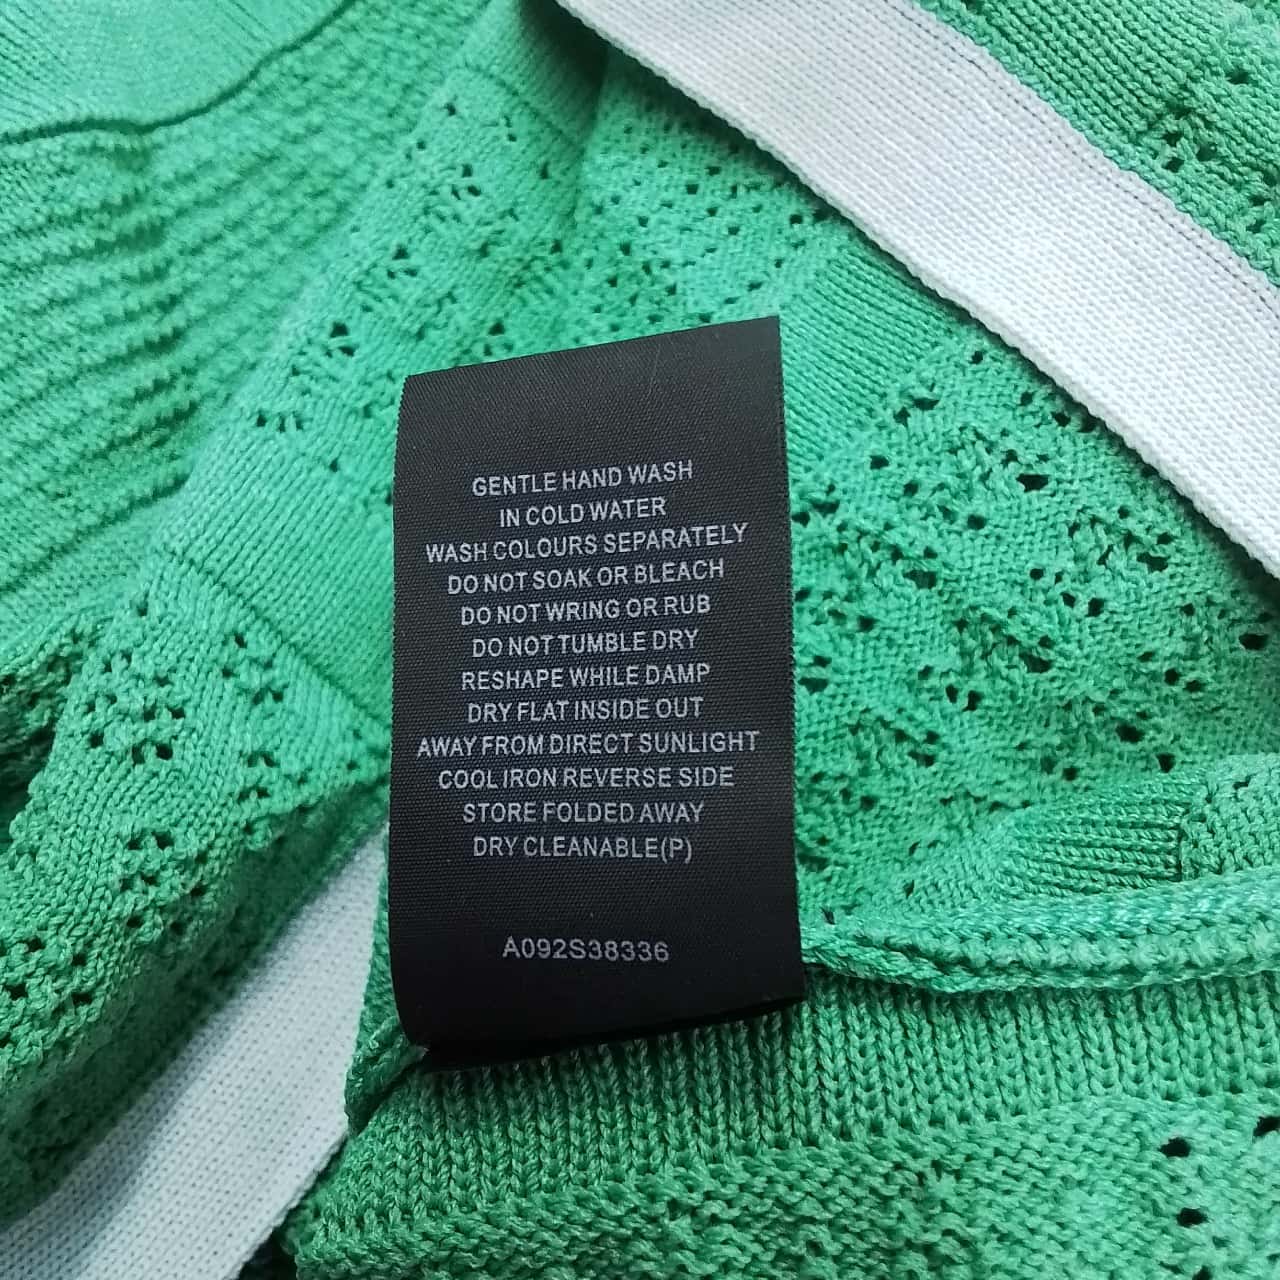 GENTLE HAND WASH
IN COLD WATER
WASH COLOURS SEPARATELY
DO NOT SOAK OR BLEACH
DO NOT WRING OR RUB
DO NOT TUMBLE DRY
RESHAPE WHILE DAMP
DRY FLAT INSIDE OUT
AWAY FROM DIRECT SUNLIGHT
COOL IRON REVERSE SIDE
STORE FOLDED AWAY
DRY CLEANABLE(P)
A092S38336